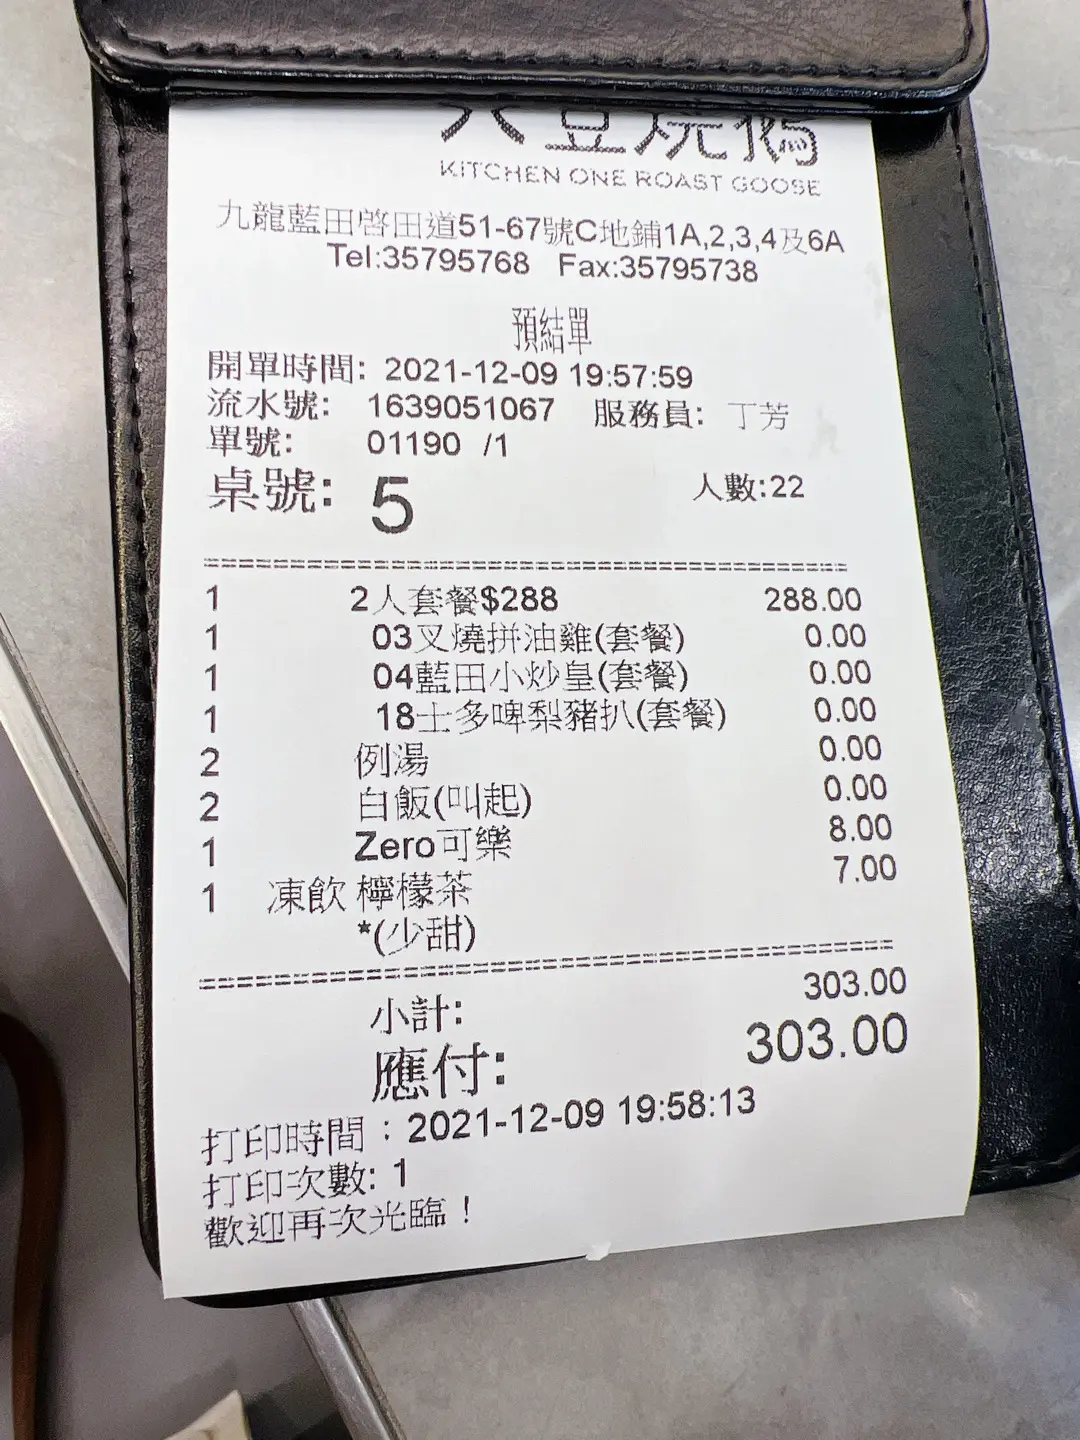 大豆燒鵝
KITCHEN ONE ROAST GOOSE
九龍藍田啓田道51-67號C地鋪1A,2,3,4及6A
Tel:35795768 Fax:35795738
預結單
開單時間: 2021-12-09 19:57:59
流水號: 1639051067 服務員: 丁芳
單號: 01190 /1
桌號: 5 人數:22
1 2人套餐$288 288.00
1 03叉燒拼油雞(套餐) 0.00
1 04藍田小炒皇(套餐) 0.00
1 18士多啤梨豬扒(套餐) 0.00
2 例湯 0.00
2 白飯(叫起) 0.00
1 Zero可樂 8.00
1 凍飲 檸檬茶 7.00
*(少甜)
小計: 303.00
應付: 303.00
打印時間：2021-12-09 19:58:13
打印次數: 1
歡迎再次光臨！